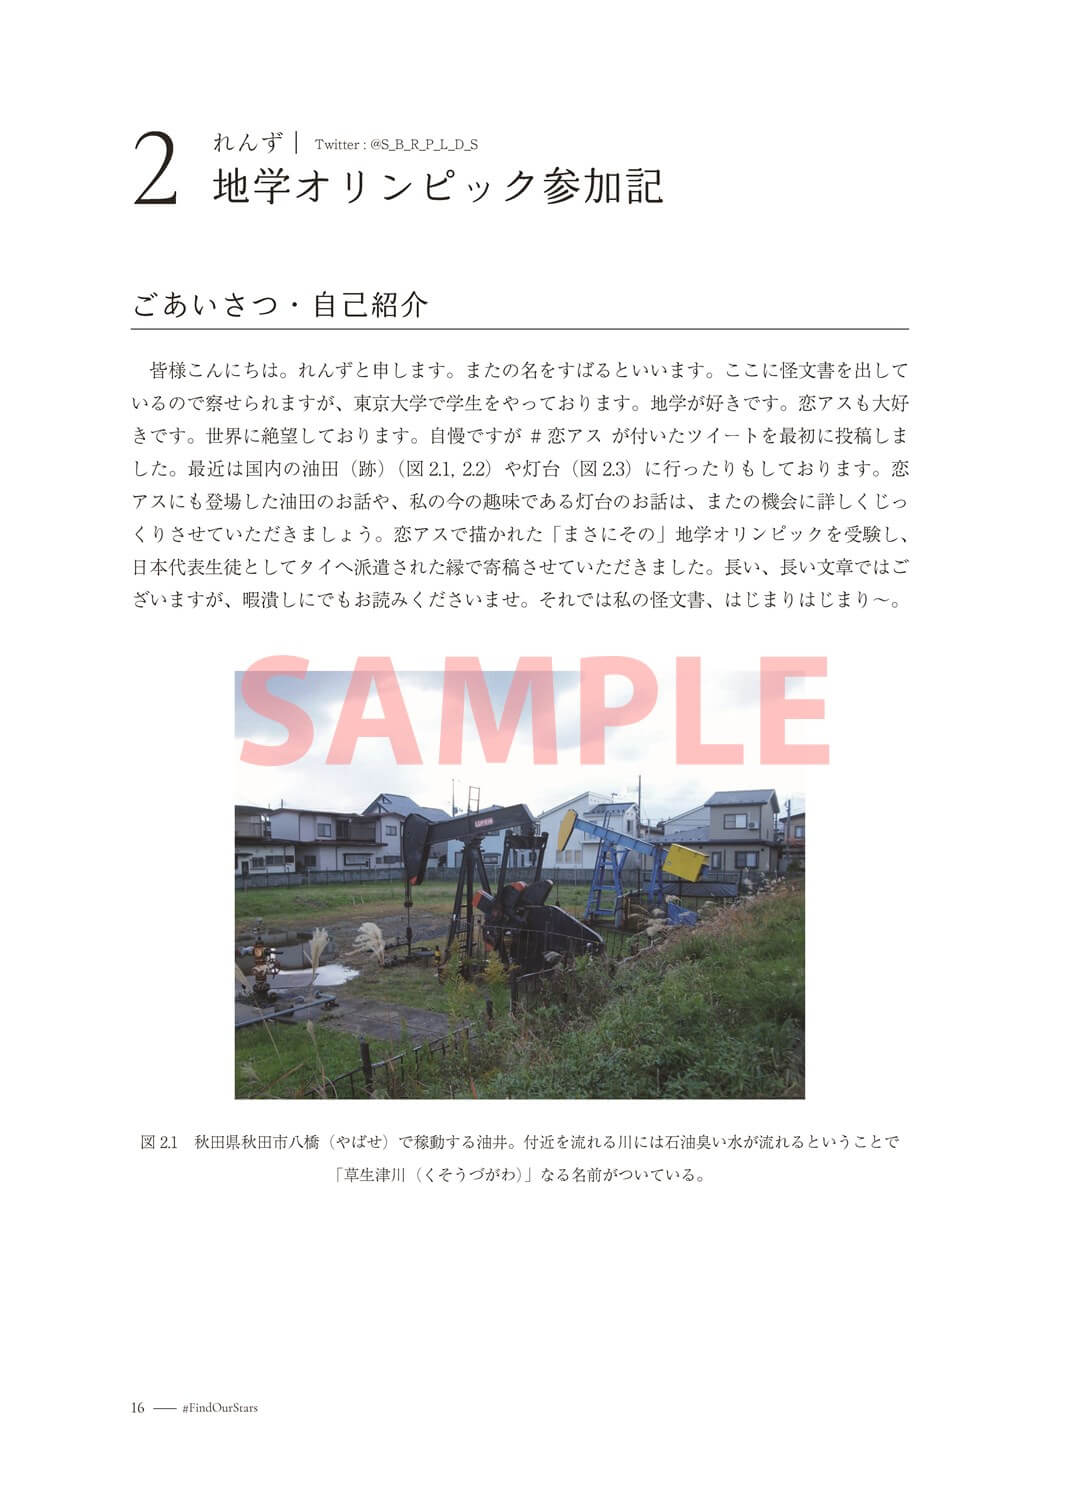 2
れんず | Twitter : @S_B_R_P_L_D_S
地学オリンピック参加記
ごあいさつ・自己紹介
皆様こんにちは。れんずと申します。またの名をすばるといいます。ここに怪文書を出して
いるので察せられますが、東京大学で学生をやっております。地学が好きです。恋アスも大好
きです。世界に絶望しております。自慢ですが # 恋アス が付いたツイートを最初に投稿しま
した。最近は国内の油田（跡）（図 2.1, 2.2）や灯台（図 2.3）に行ったりもしております。恋
アスにも登場した油田のお話や、私の今の趣味である灯台のお話は、またの機会に詳しくじっ
くりさせていただきましょう。恋アスで描かれた「まさにその」地学オリンピックを受験し、
日本代表生徒としてタイへ派遣された縁で寄稿させていただきました。長い、長い文章ではご
ざいますが、暇潰しにでもお読みくださいませ。それでは私の怪文書、はじまりはじまり〜。
SAMPLE
LUFKIN
図 2.1　秋田県秋田市八橋（やばせ）で稼動する油井。付近を流れる川には石油臭い水が流れるということで
「草生津川（くそうづがわ）」なる名前がついている。
16 — #FindOurStars